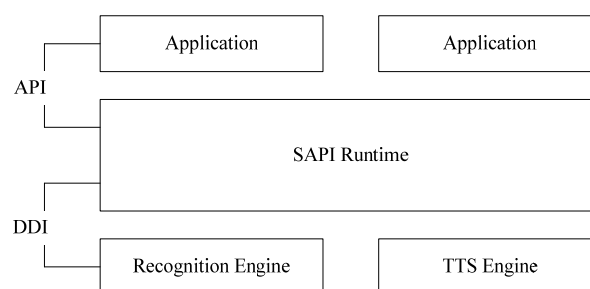 Application
Application
API
SAPI Runtime
DDI
Recognition Engine
TTS Engine